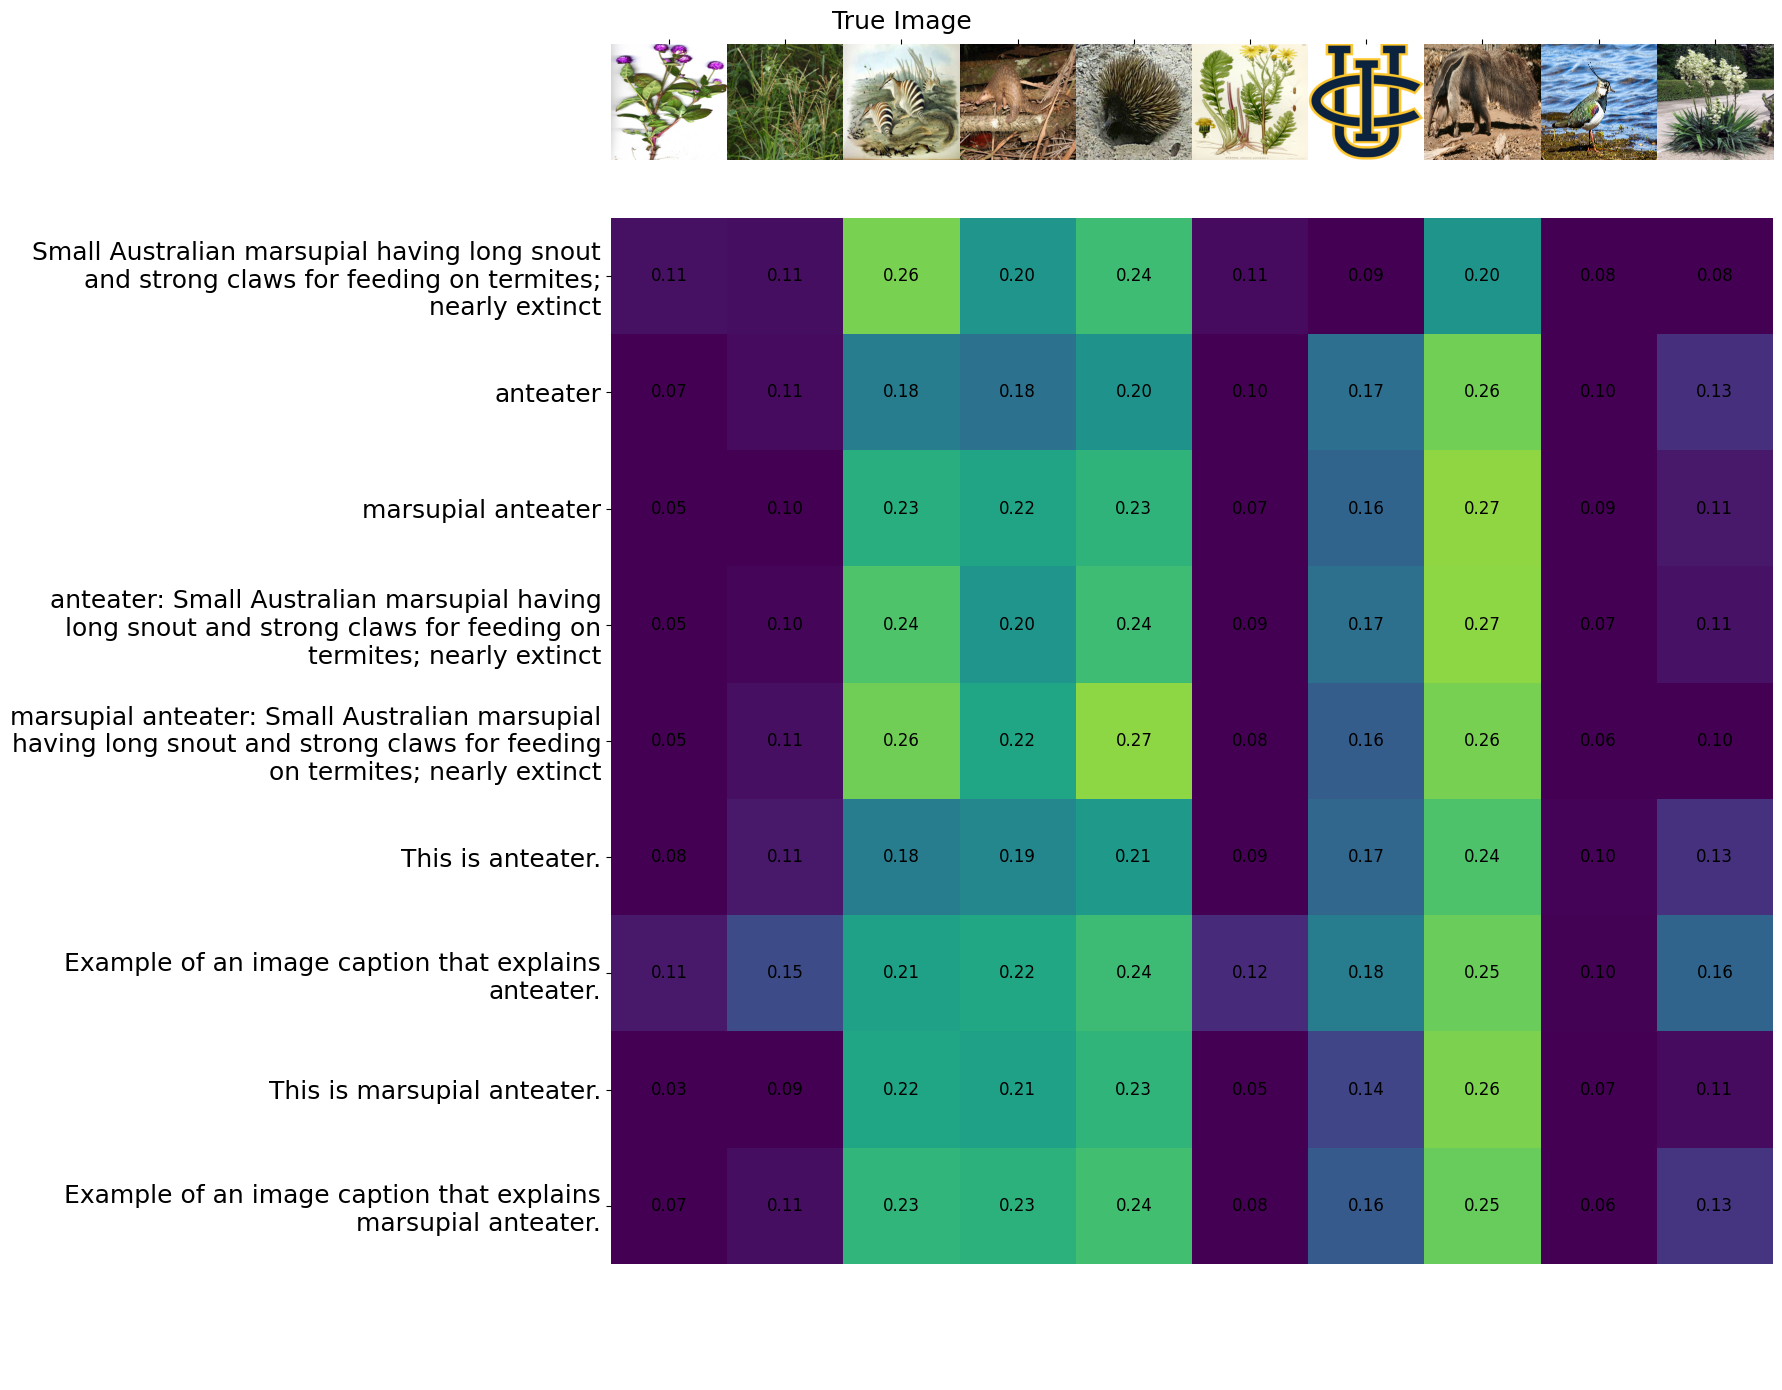 True Image
UCI
Small Australian marsupial having long snout
and strong claws for feeding on termites;
nearly extinct
0.11 0.11 0.26 0.20 0.24 0.11 0.09 0.20 0.08 0.08
anteater
0.07 0.11 0.18 0.18 0.20 0.10 0.17 0.26 0.10 0.13
marsupial anteater
0.05 0.10 0.23 0.22 0.23 0.07 0.16 0.27 0.09 0.11
anteater: Small Australian marsupial having
long snout and strong claws for feeding on
termites; nearly extinct
0.05 0.10 0.24 0.20 0.24 0.09 0.17 0.27 0.07 0.11
marsupial anteater: Small Australian marsupial
having long snout and strong claws for feeding
on termites; nearly extinct
0.05 0.11 0.26 0.22 0.27 0.08 0.16 0.26 0.06 0.10
This is anteater.
0.08 0.11 0.18 0.19 0.21 0.09 0.17 0.24 0.10 0.13
Example of an image caption that explains
anteater.
0.11 0.15 0.21 0.22 0.24 0.12 0.18 0.25 0.10 0.16
This is marsupial anteater.
0.03 0.09 0.22 0.21 0.23 0.05 0.14 0.26 0.07 0.11
Example of an image caption that explains
marsupial anteater.
0.07 0.11 0.23 0.23 0.24 0.08 0.16 0.25 0.06 0.13